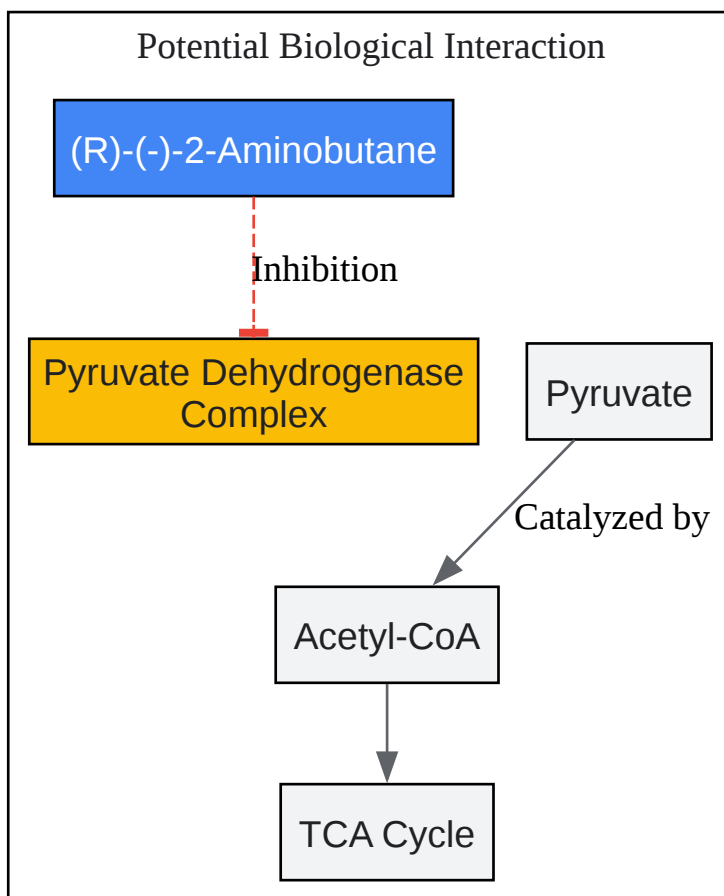 Potential Biological Interaction
(R)-(-)-2-Aminobutane
Inhibition
Pyruvate Dehydrogenase
Complex
Pyruvate
Catalyzed by
Acetyl-CoA
TCA Cycle